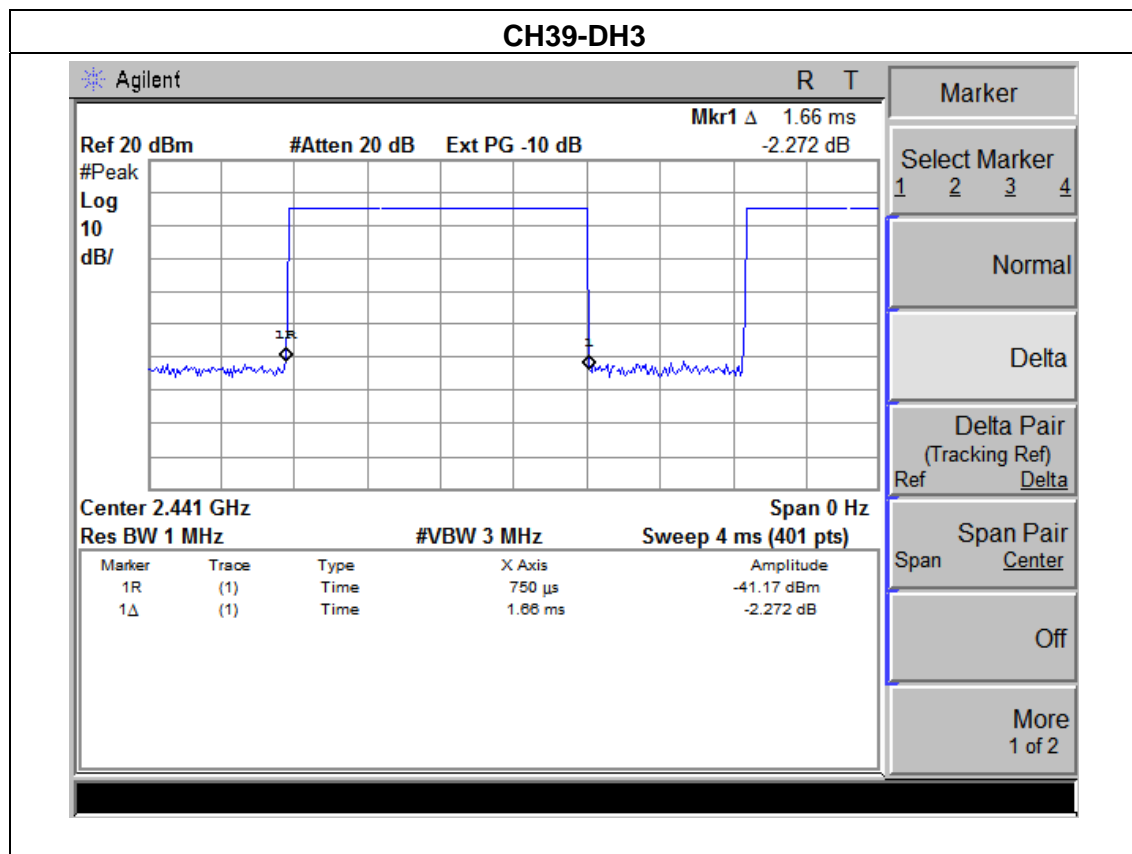 CH39-DH3
Agilent
R T
Mkr1 Δ 1.66 ms
Ref 20 dBm #Atten 20 dB Ext PG -10 dB -2.272 dB
#Peak
Log
10
dB/
1R
1
Center 2.441 GHz Span 0 Hz
Res BW 1 MHz #VBW 3 MHz Sweep 4 ms (401 pts)
Marker Trace Type X Axis Amplitude
1R (1) Time 750 µs -41.17 dBm
1Δ (1) Time 1.66 ms -2.272 dB
Marker
Select Marker
1 2 3 4
Normal
Delta
Delta Pair
(Tracking Ref)
Ref Delta
Span Pair
Span Center
Off
More
1 of 2